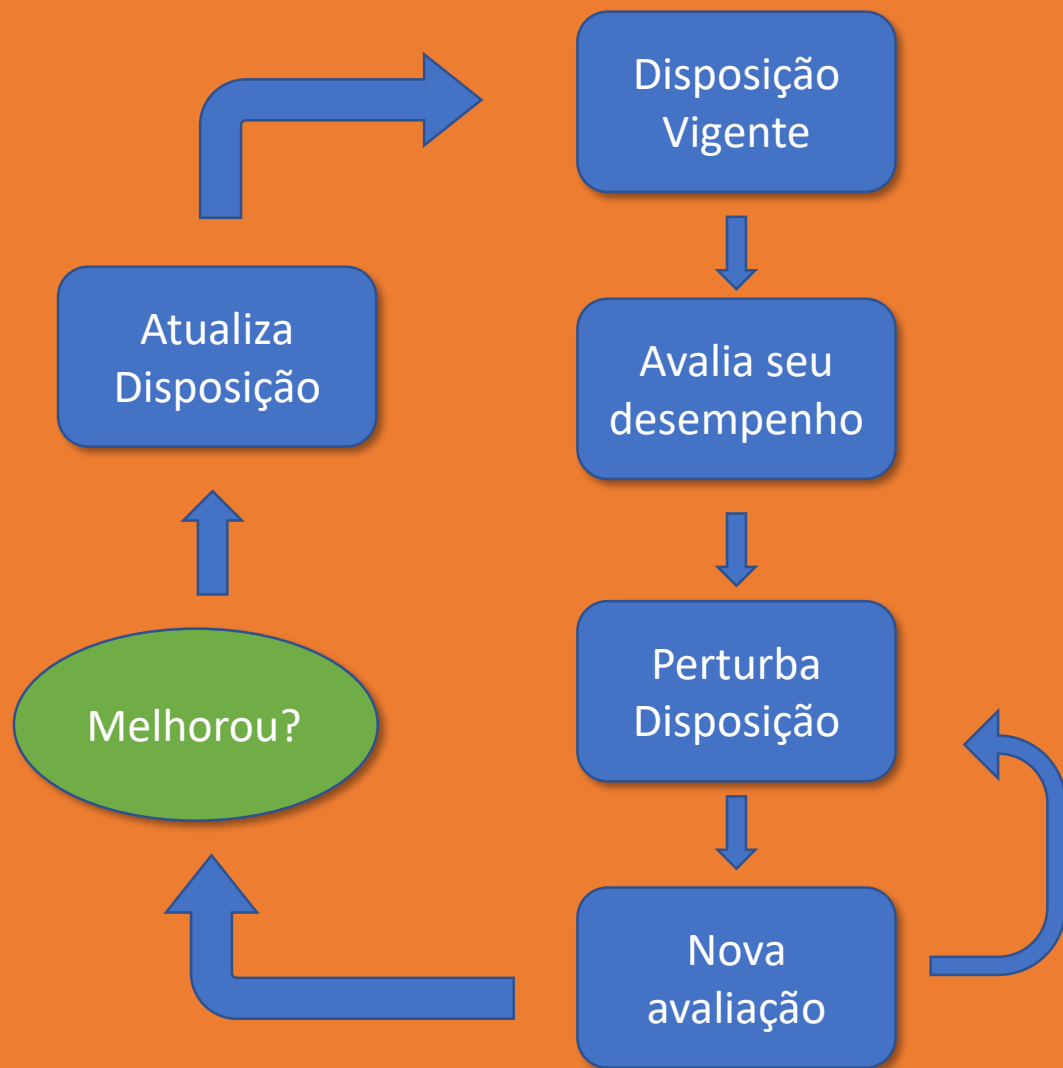 Disposição
Vigente
Avalia seu
desempenho
Perturba
Disposição
Nova
avaliação
Melhorou?
Atualiza
Disposição